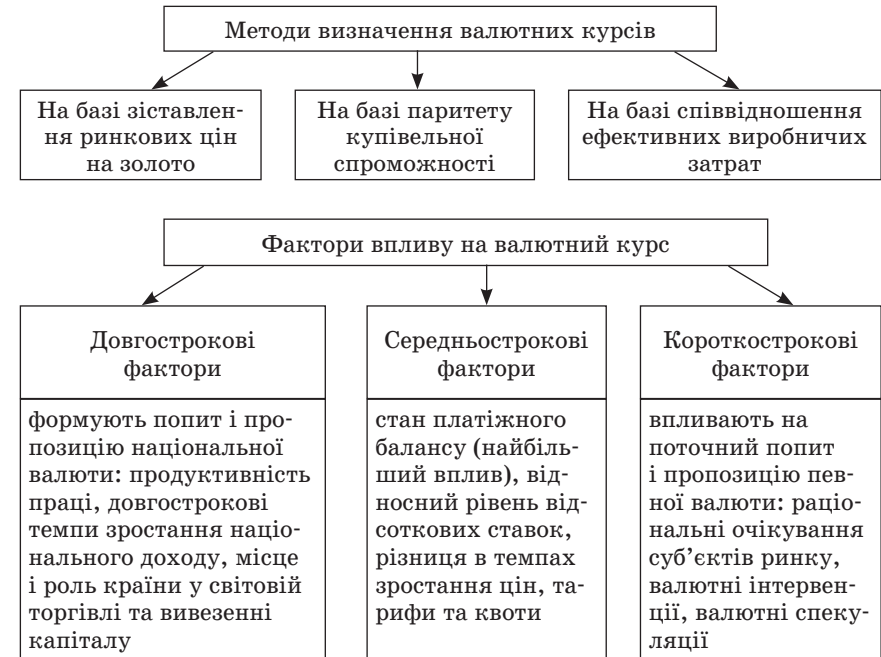 Методи визначення валютних курсів
На базі зіставлен-
ня ринкових цін
на золото
На базі паритету
купівельної
спроможності
На базі співвідношення
ефективних виробничих
затрат
Фактори впливу на валютний курс
Довгострокові
фактори
формують попит і про-
позицію національної
валюти: продуктивність
праці, довгострокові
темпи зростання націо-
нального доходу, місце
і роль країни у світовій
торгівлі та вивезенні
капіталу
Середньострокові
фактори
стан платіжного
балансу (найбіль-
ший вплив), від-
носний рівень від-
соткових ставок,
різниця в темпах
зростання цін, та-
рифи та квоти
Короткострокові
фактори
впливають на
поточний попит
і пропозицію пев-
ної валюти: раціо-
нальні очікування
суб’єктів ринку,
валютні інтервен-
ції, валютні спеку-
ляції